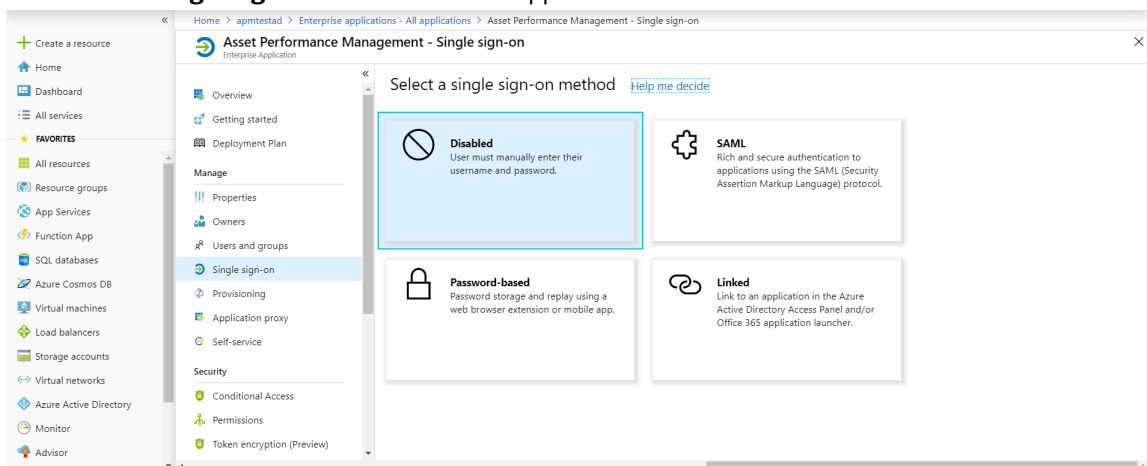 Home > apmtestad > Enterprise applications - All applications > Asset Performance Management - Single sign-on
Create a resource
Home
Dashboard
All services
FAVORITES
All resources
Resource groups
App Services
Function App
SQL databases
Azure Cosmos DB
Virtual machines
Load balancers
Storage accounts
Virtual networks
Azure Active Directory
Monitor
Advisor
Asset Performance Management - Single sign-on
Enterprise Application
Overview
Getting started
Deployment Plan
Manage
Properties
Owners
Users and groups
Single sign-on
Provisioning
Application proxy
Self-service
Security
Conditional Access
Permissions
Token encryption (Preview)
Select a single sign-on method Help me decide
Disabled
User must manually enter their
username and password.
SAML
Rich and secure authentication to
applications using the SAML (Security
Assertion Markup Language) protocol.
Password-based
Password storage and replay using a
web browser extension or mobile app.
Linked
Link to an application in the Azure
Active Directory Access Panel and/or
Office 365 application launcher.